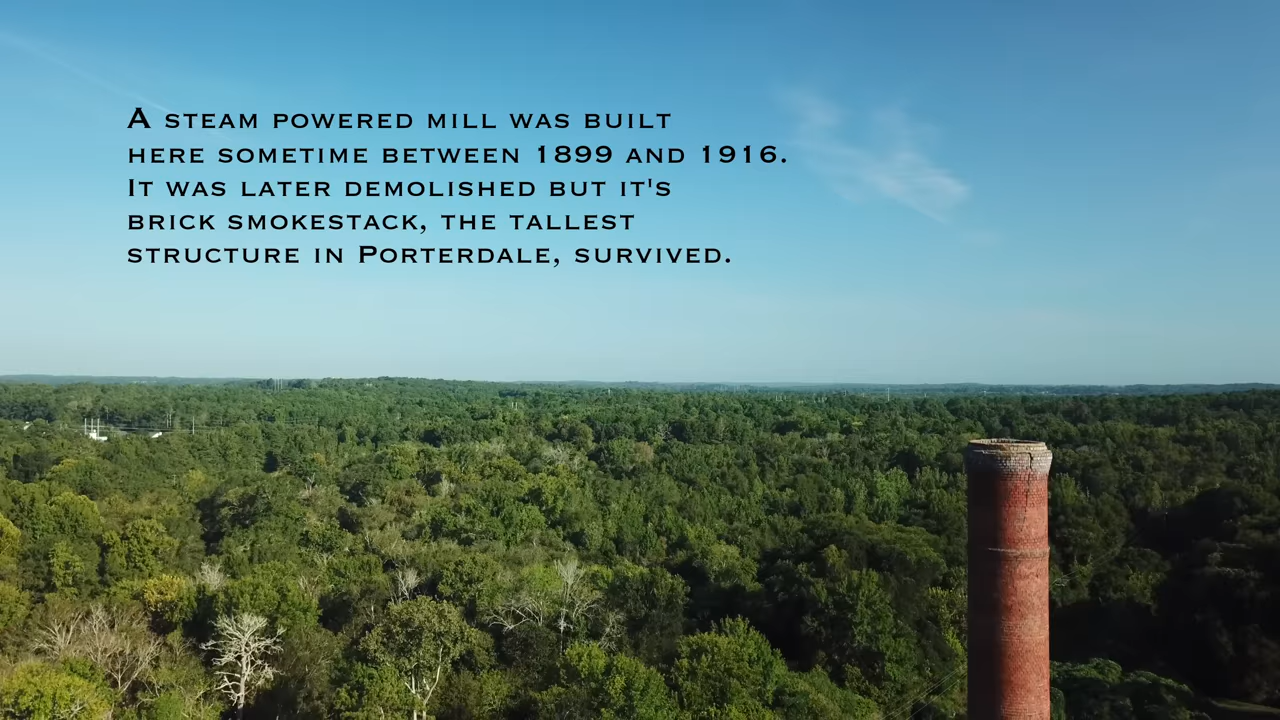 A steam powered mill was built
here sometime between 1899 and 1916.
It was later demolished but it's
brick smokestack, the tallest
structure in Porterdale, survived.